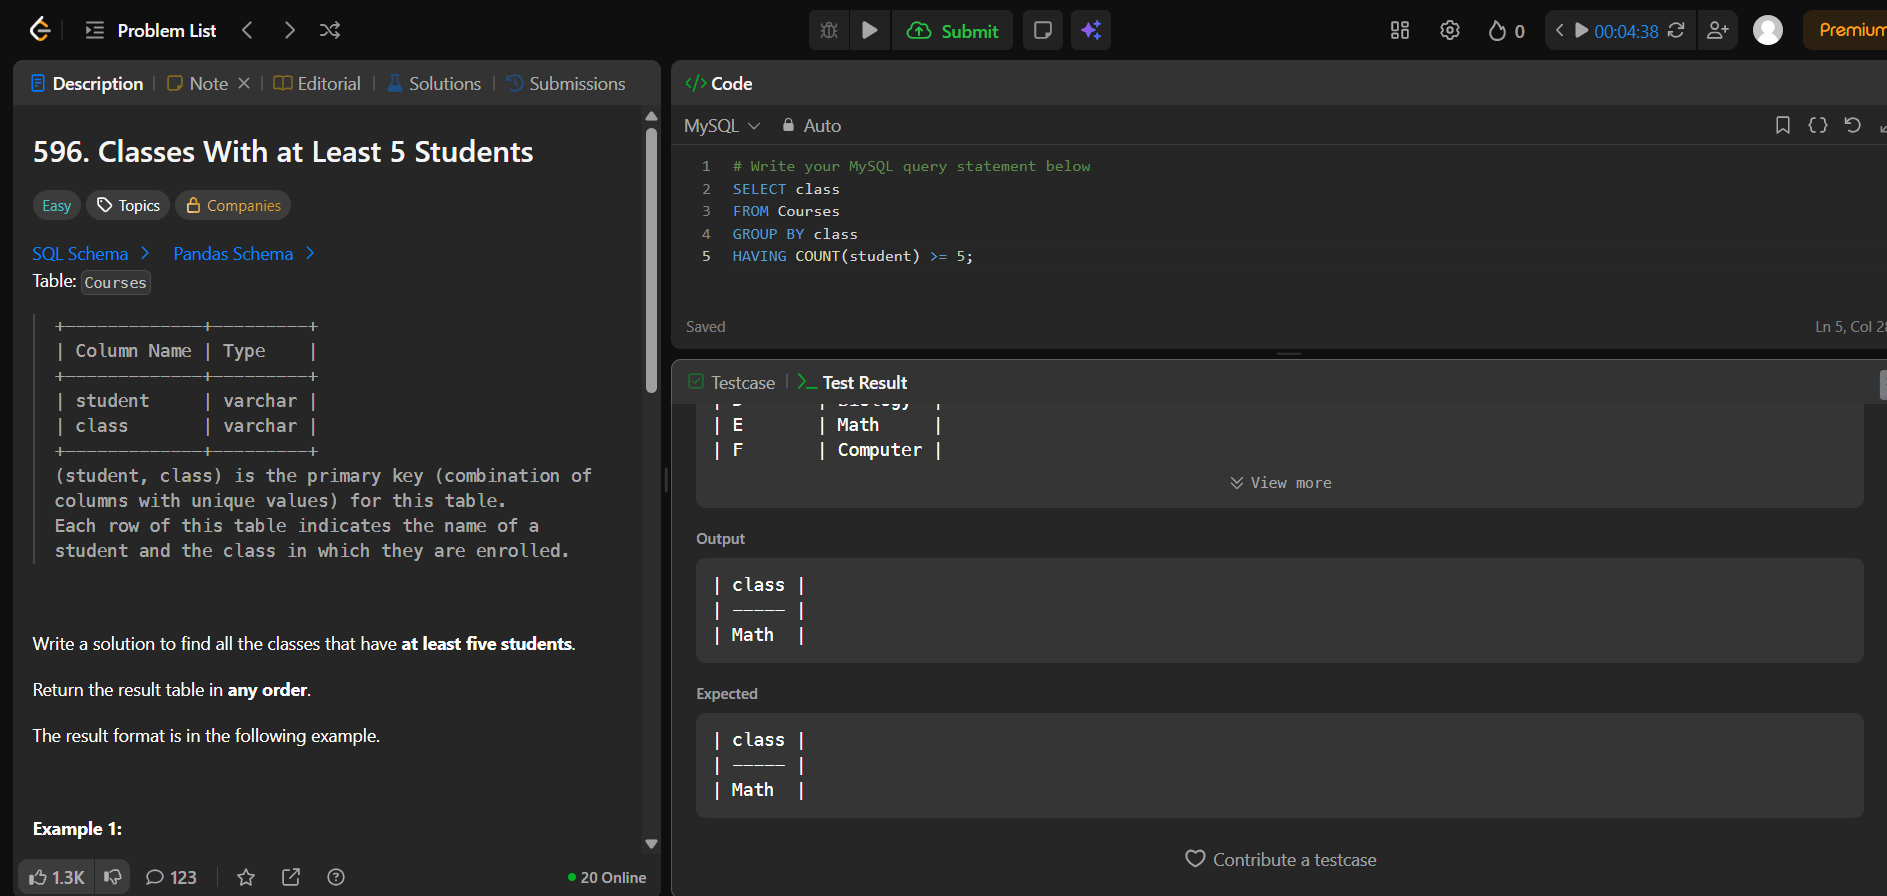 Problem List
Submit
0
00:04:38
Premium
Description
Note
Editorial
Solutions
Submissions
596. Classes With at Least 5 Students
Easy
Topics
Companies
SQL Schema
Pandas Schema
Table: Courses
+-------------+---------+
| Column Name | Type    |
+-------------+---------+
| student     | varchar |
| class       | varchar |
+-------------+---------+
(student, class) is the primary key (combination of
columns with unique values) for this table.
Each row of this table indicates the name of a
student and the class in which they are enrolled.
Write a solution to find all the classes that have at least five students.
Return the result table in any order.
The result format is in the following example.
Example 1:
1.3K
123
20 Online
</> Code
MySQL
Auto
1 # Write your MySQL query statement below
2 SELECT class
3 FROM Courses
4 GROUP BY class
5 HAVING COUNT(student) >= 5;
Saved
Ln 5, Col 28
Testcase
Test Result
| D       | Biology  |
| E       | Math     |
| F       | Computer |
View more
Output
| class |
| ----- |
| Math  |
Expected
| class |
| ----- |
| Math  |
Contribute a testcase